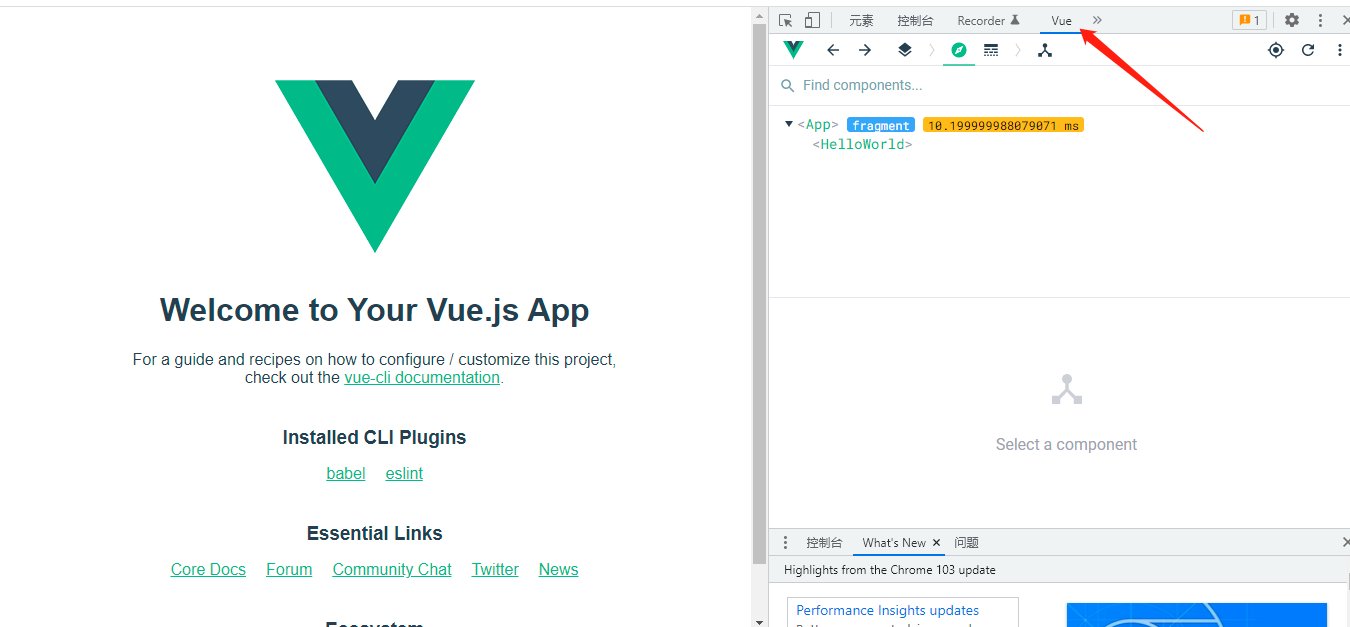 元素 控制台 Recorder Vue 1
Find components...
<App> fragment 10.199999988079071 ms
<HelloWorld>
Welcome to Your Vue.js App
For a guide and recipes on how to configure / customize this project,
check out the vue-cli documentation.
Installed CLI Plugins
babel eslint
Essential Links
Core Docs Forum Community Chat Twitter News
Select a component
控制台 What's New 问题
Highlights from the Chrome 103 update
Performance Insights updates